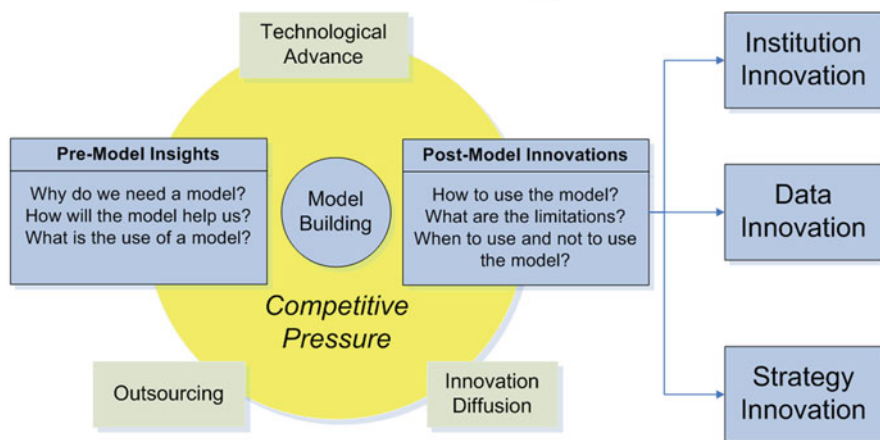 Technological
Advance
Pre-Model Insights
Why do we need a model?
How will the model help us?
What is the use of a model?
Model
Building
Post-Model Innovations
How to use the model?
What are the limitations?
When to use and not to use
the model?
Competitive
Pressure
Outsourcing
Innovation
Diffusion
Institution
Innovation
Data
Innovation
Strategy
Innovation